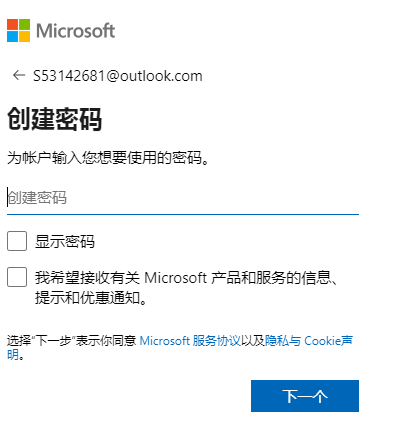 Microsoft
← S53142681@outlook.com
创建密码
为帐户输入您想要使用的密码。
创建密码
显示密码
我希望接收有关 Microsoft 产品和服务的信息、
提示和优惠通知。
选择"下一步"表示你同意 Microsoft 服务协议以及隐私与 Cookie声
明。
下一个